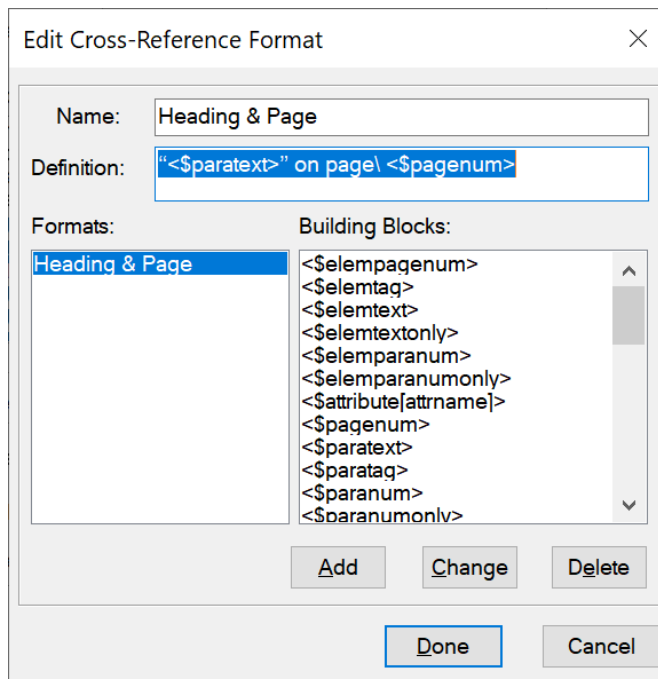 Edit Cross-Reference Format
Name: Heading & Page
Definition: “<$paratext>” on page\ <$pagenum>
Formats: Building Blocks:
Heading & Page
<$elempagenum>
<$elemtag>
<$elemtext>
<$elemtextonly>
<$elemparanum>
<$elemparanumonly>
<$attribute[attrname]>
<$pagenum>
<$paratext>
<$paratag>
<$paranum>
<$paranumonly>
Add Change Delete
Done Cancel